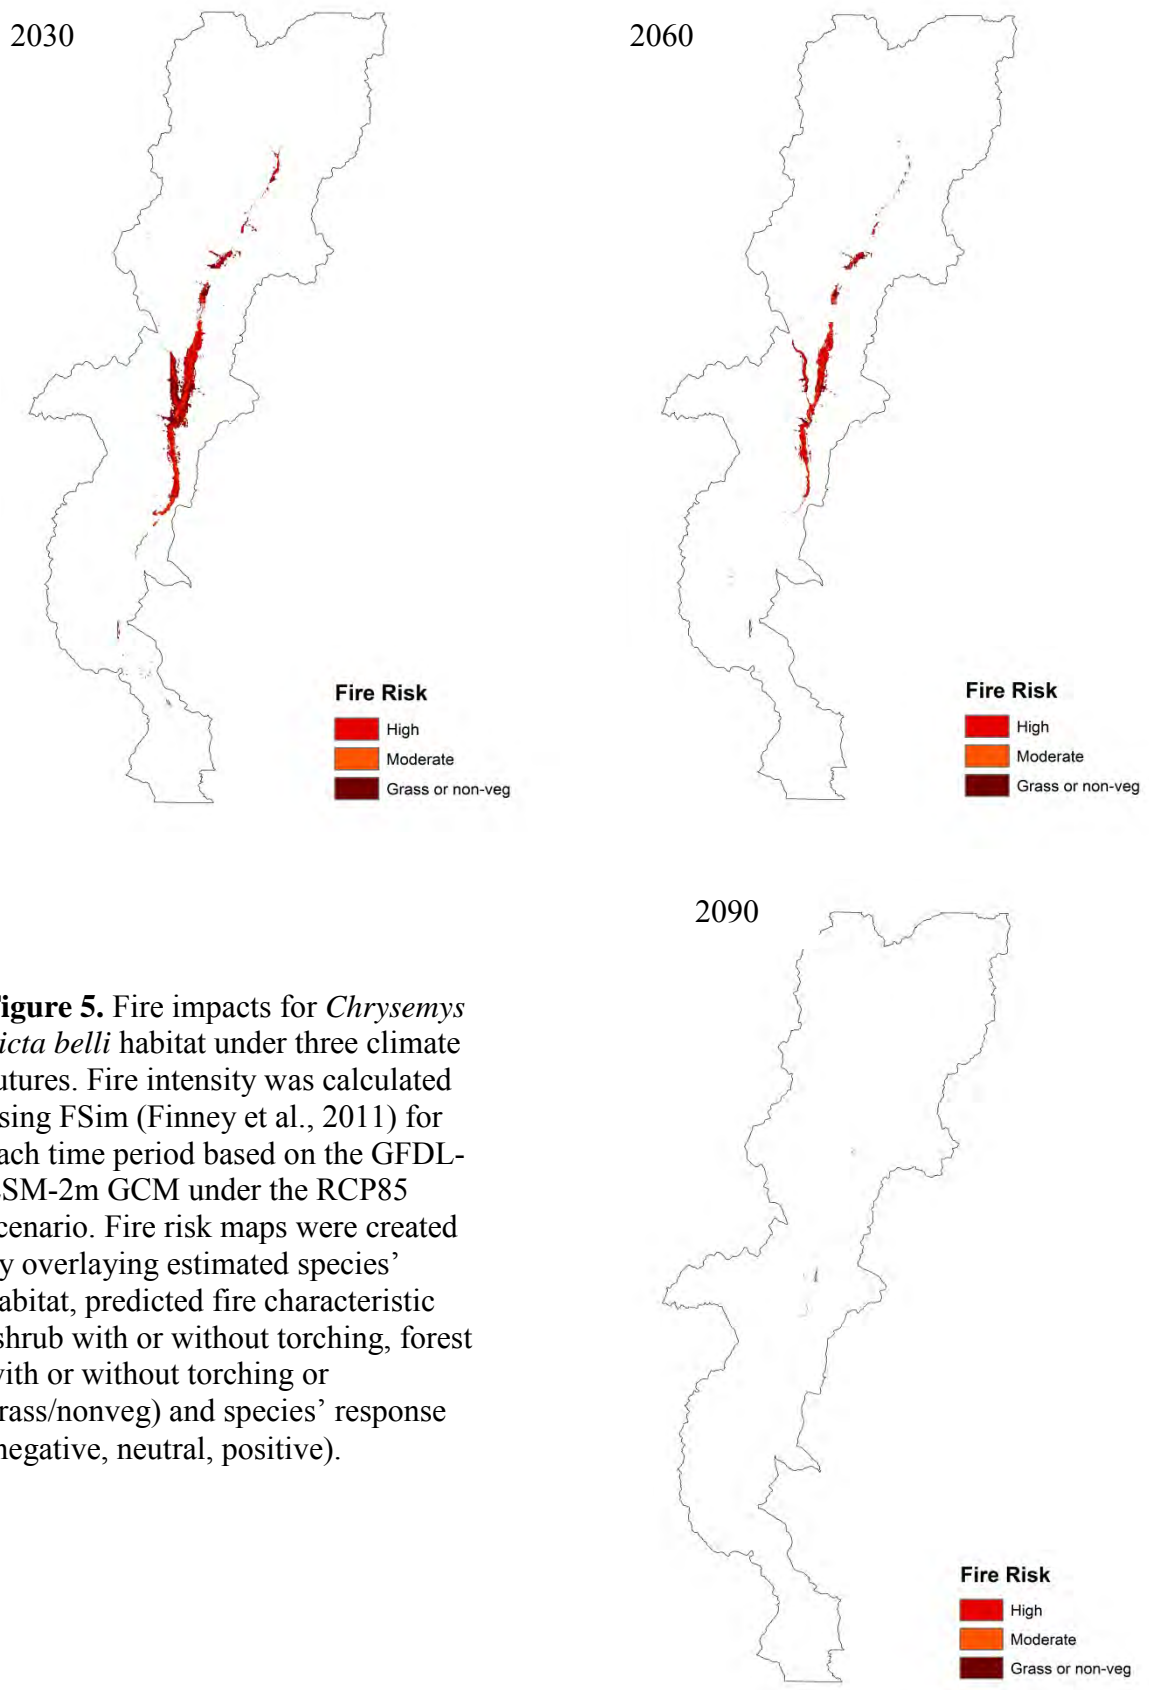 2030
2060
Fire Risk
High
Moderate
Grass or non-veg
Fire Risk
High
Moderate
Grass or non-veg
2090
igure 5. Fire impacts for Chrysemys
icta belli habitat under three climate
utures. Fire intensity was calculated
sing FSim (Finney et al., 2011) for
ach time period based on the GFDL-
SM-2m GCM under the RCP85
cenario. Fire risk maps were created
y overlaying estimated species’
abitat, predicted fire characteristic
shrub with or without torching, forest
ith or without torching or
rass/nonveg) and species’ response
negative, neutral, positive).
Fire Risk
High
Moderate
Grass or non-veg